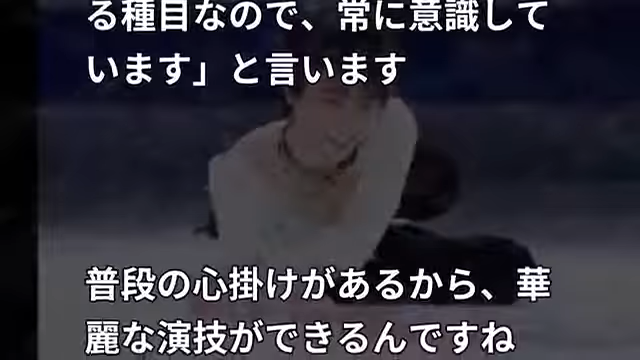 る種目なので、常に意識して
います」と言います
普段の心掛けがあるから、華
麗な演技ができるんですね